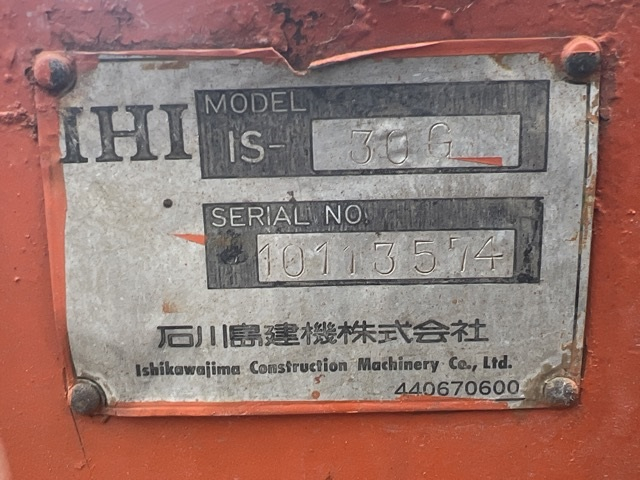 IHI
MODEL
IS- 30G
SERIAL NO.
10113574
石川島建機株式会社
Ishikawajima Construction Machinery Co., Ltd.
440670600